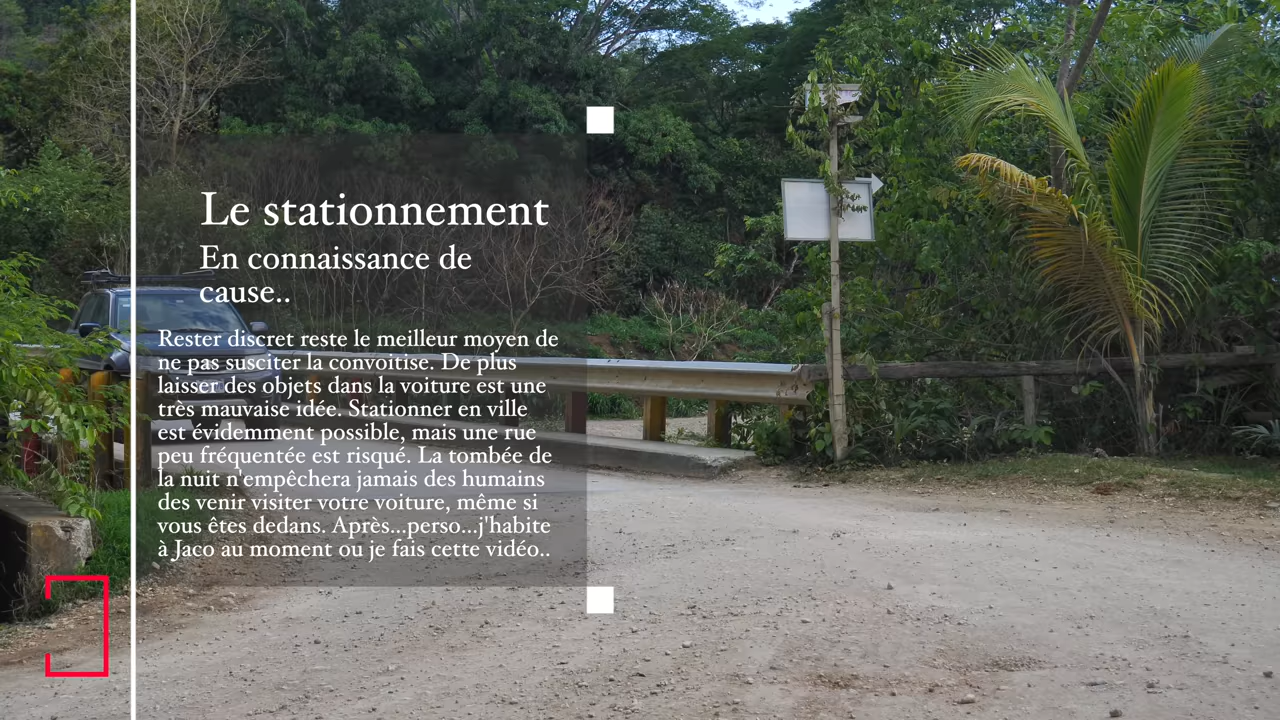 Le stationnement
En connaissance de
cause..
Rester discret reste le meilleur moyen de
ne pas susciter la convoitise. De plus
laisser des objets dans la voiture est une
très mauvaise idée. Stationner en ville
est évidemment possible, mais une rue
peu fréquentée est risqué. La tombée de
la nuit n'empêchera jamais des humains
des venir visiter votre voiture, même si
vous êtes dedans. Après...perso...j'habite
à Jaco au moment ou je fais cette vidéo..